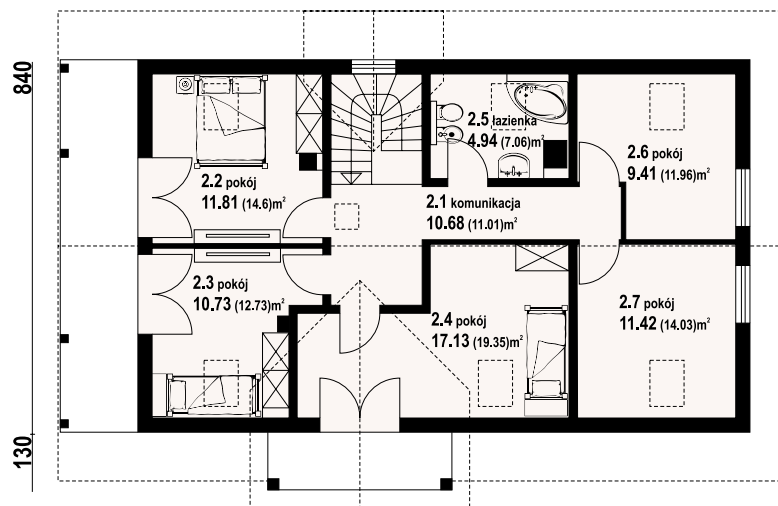 840
2.5 łazienka
4.94 (7.06)m²
2.6 pokój
9.41 (11.96)m²
2.2 pokój
11.81 (14.6)m²
2.1 komunikacja
10.68 (11.01)m²
2.3 pokój
10.73 (12.73)m²
2.4 pokój
17.13 (19.35)m²
2.7 pokój
11.42 (14.03)m²
130